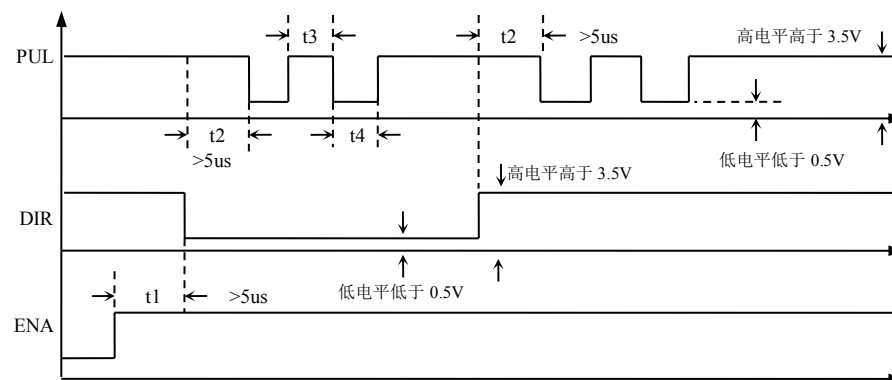 t3
t2
>5us
高电平高于 3.5V
PUL
t2
t4
>5us
低电平低于 0.5V
高电平高于 3.5V
DIR
t1
>5us
低电平低于 0.5V
ENA